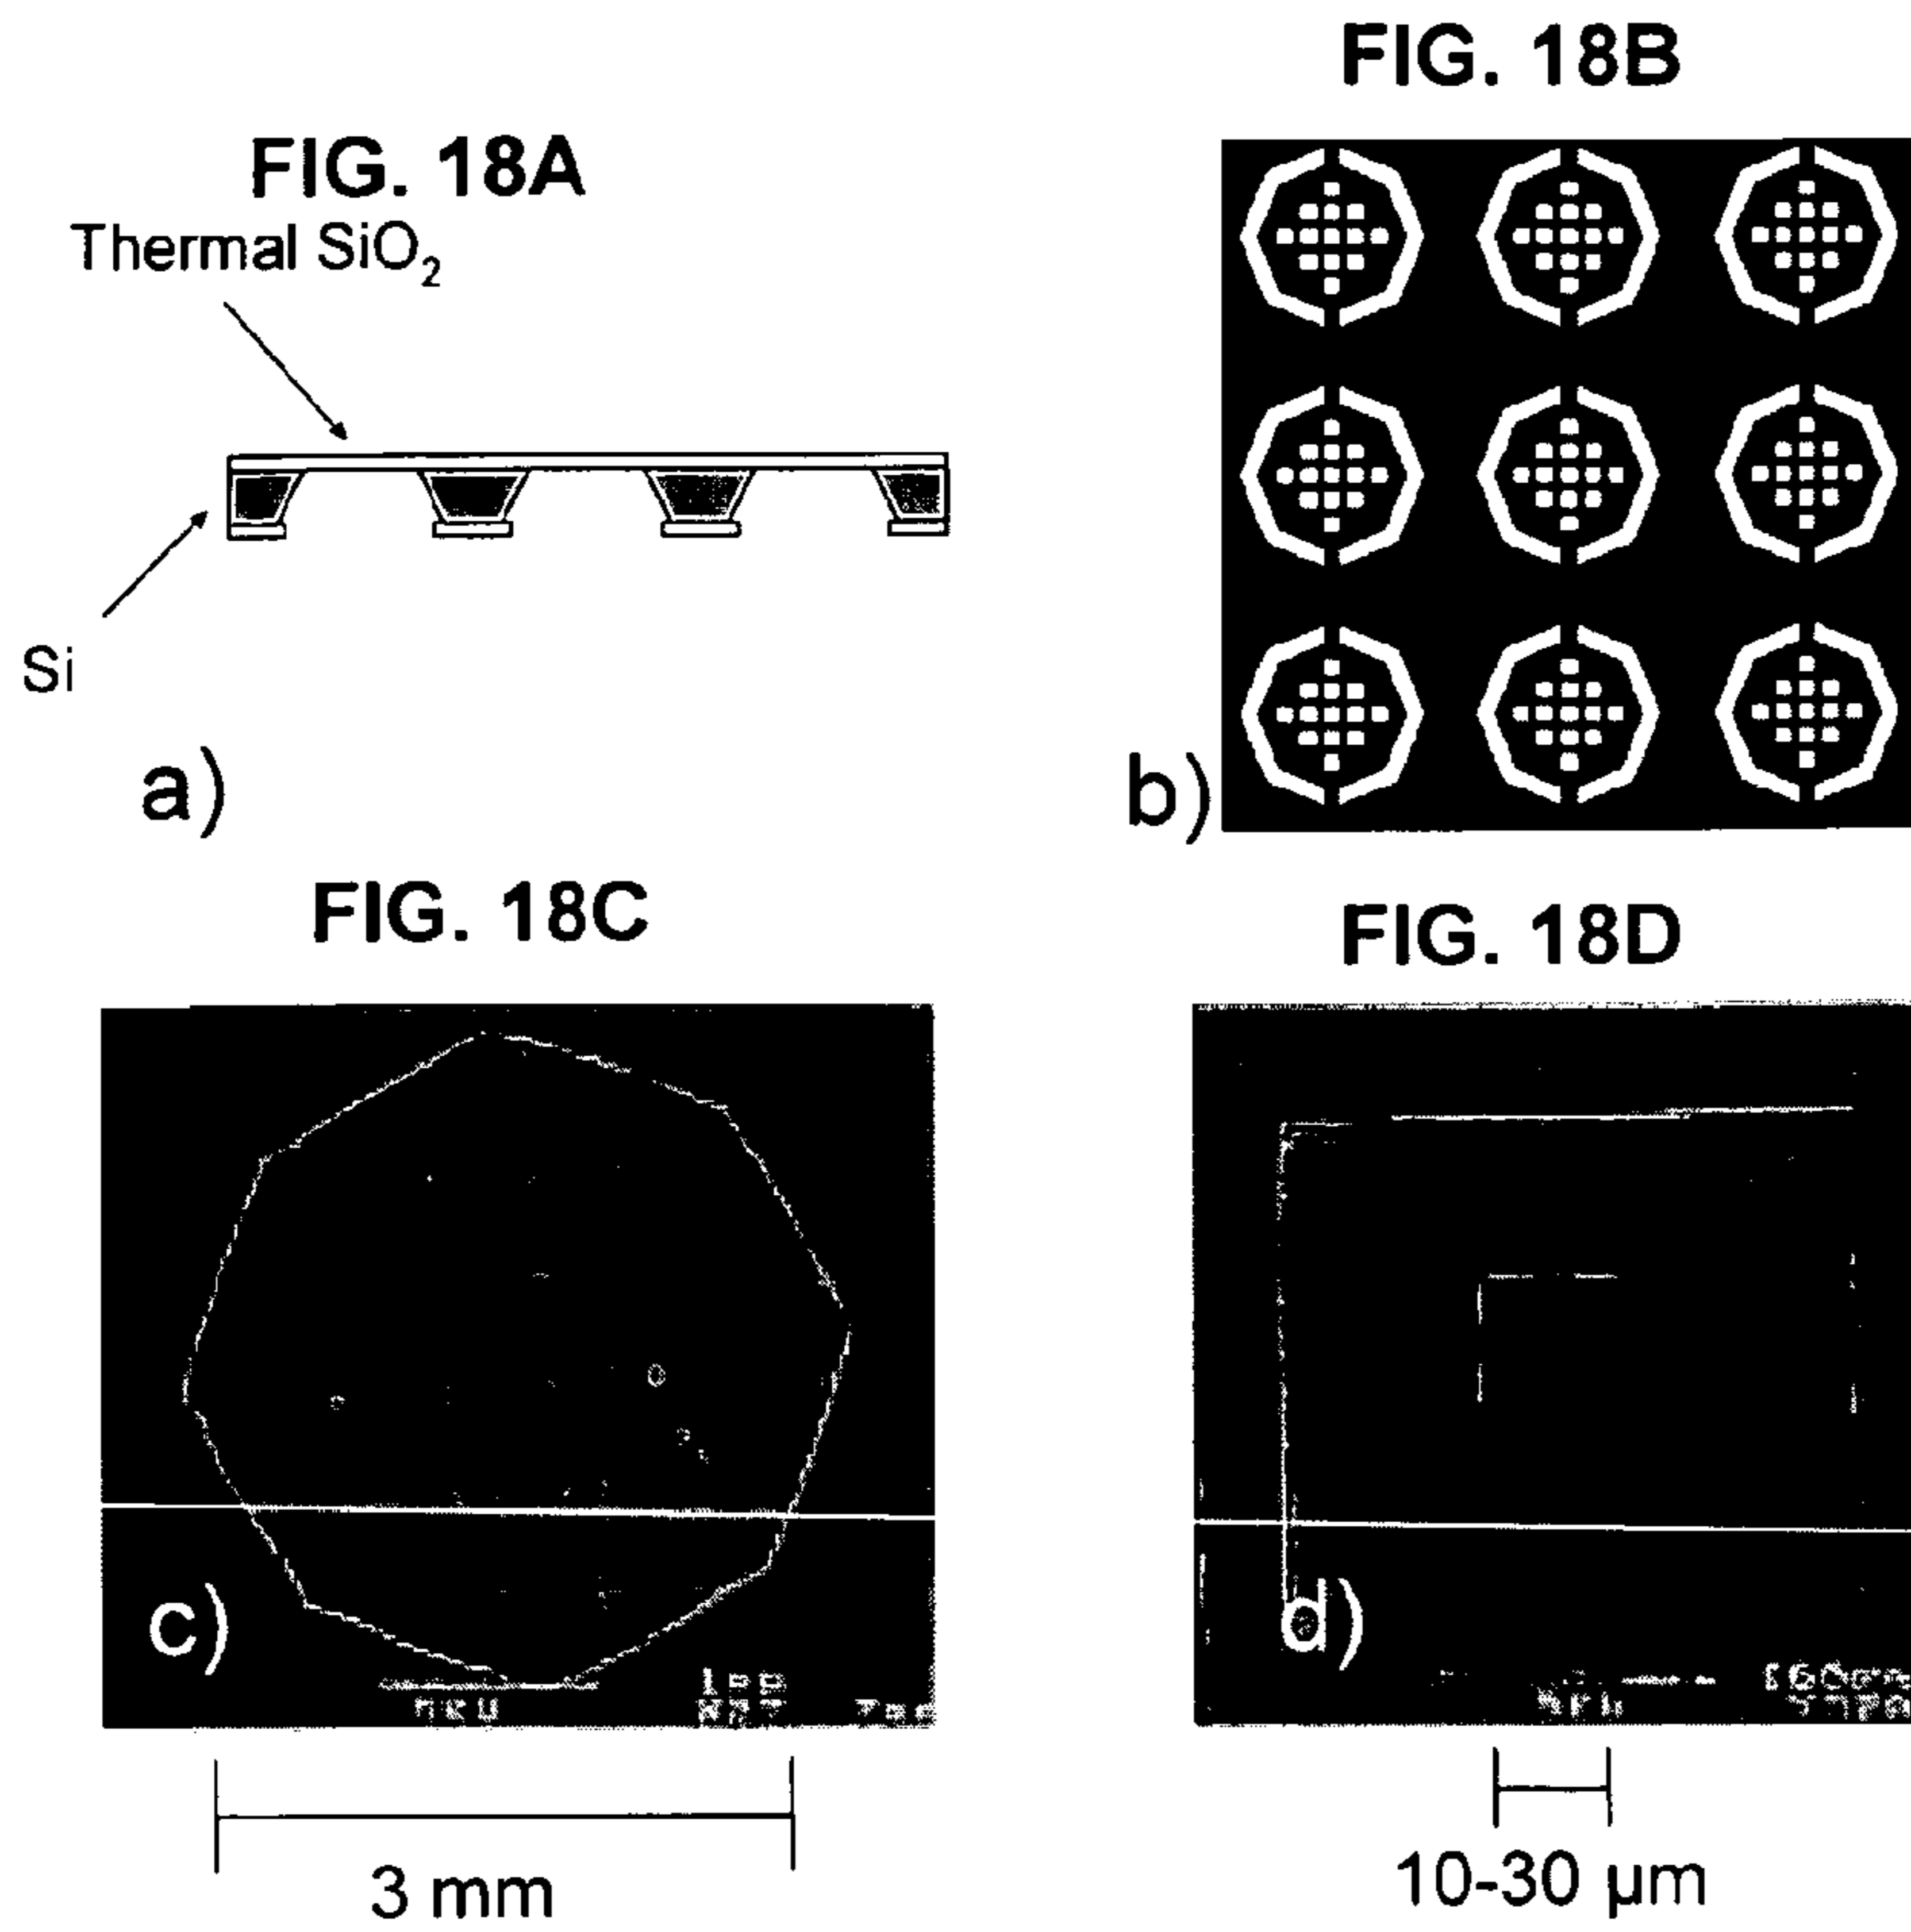 FIG. 18A
Thermal SiO₂
Si
a)
FIG. 18B
b)
FIG. 18C
c)
3 mm
FIG. 18D
d)
10-30 µm